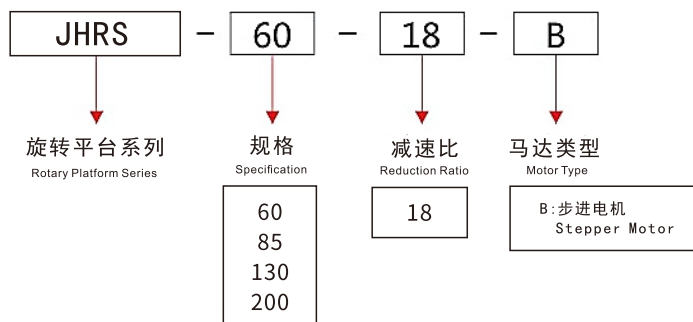 JHRS - 60 - 18 - B
旋转平台系列 规格 减速比 马达类型
Rotary Platform Series Specification Reduction Ratio Motor Type
60
85
130
200
18
B:步进电机
Stepper Motor